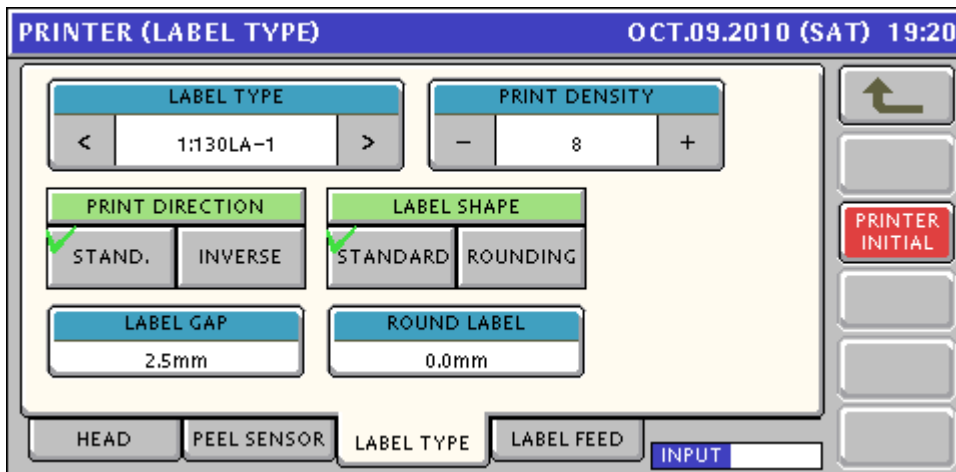 PRINTER (LABEL TYPE) OCT.09.2010 (SAT) 19:20
LABEL TYPE PRINT DENSITY
< 1:130LA-1 > - 8 +
PRINT DIRECTION LABEL SHAPE
STAND. INVERSE STANDARD ROUNDING
PRINTER
INITIAL
LABEL GAP ROUND LABEL
2.5mm 0.0mm
HEAD PEEL SENSOR LABEL TYPE LABEL FEED INPUT